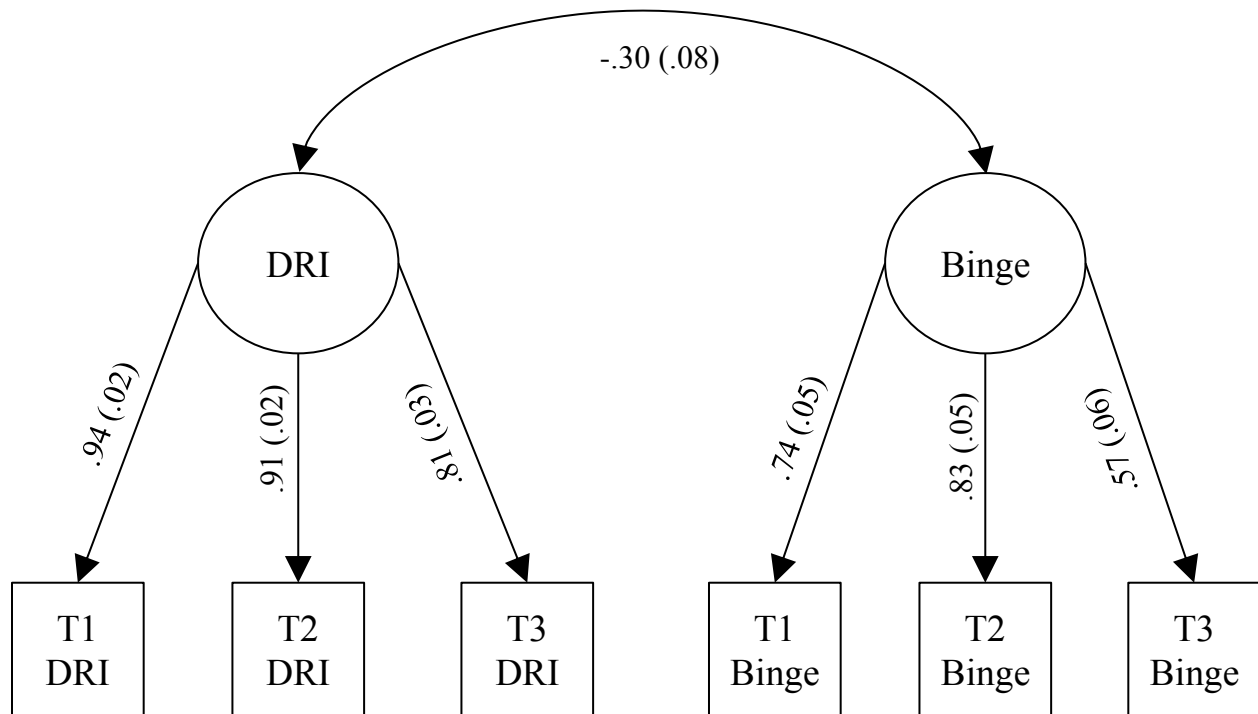 -.30 (.08)
DRI
Binge
.94 (.02)
.91 (.02)
.81 (.03)
.74 (.05)
.83 (.05)
.57 (.06)
T1
DRI
T2
DRI
T3
DRI
T1
Binge
T2
Binge
T3
Binge